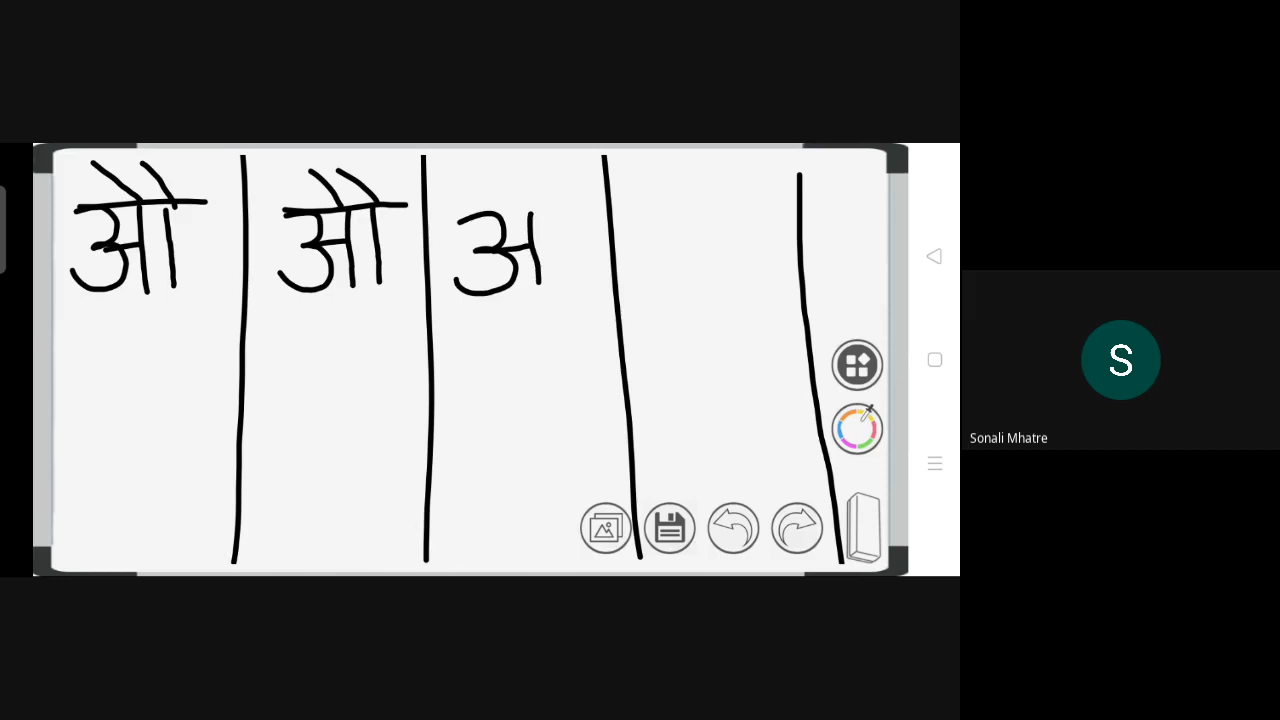 औ औ अ
S
Sonali Mhatre